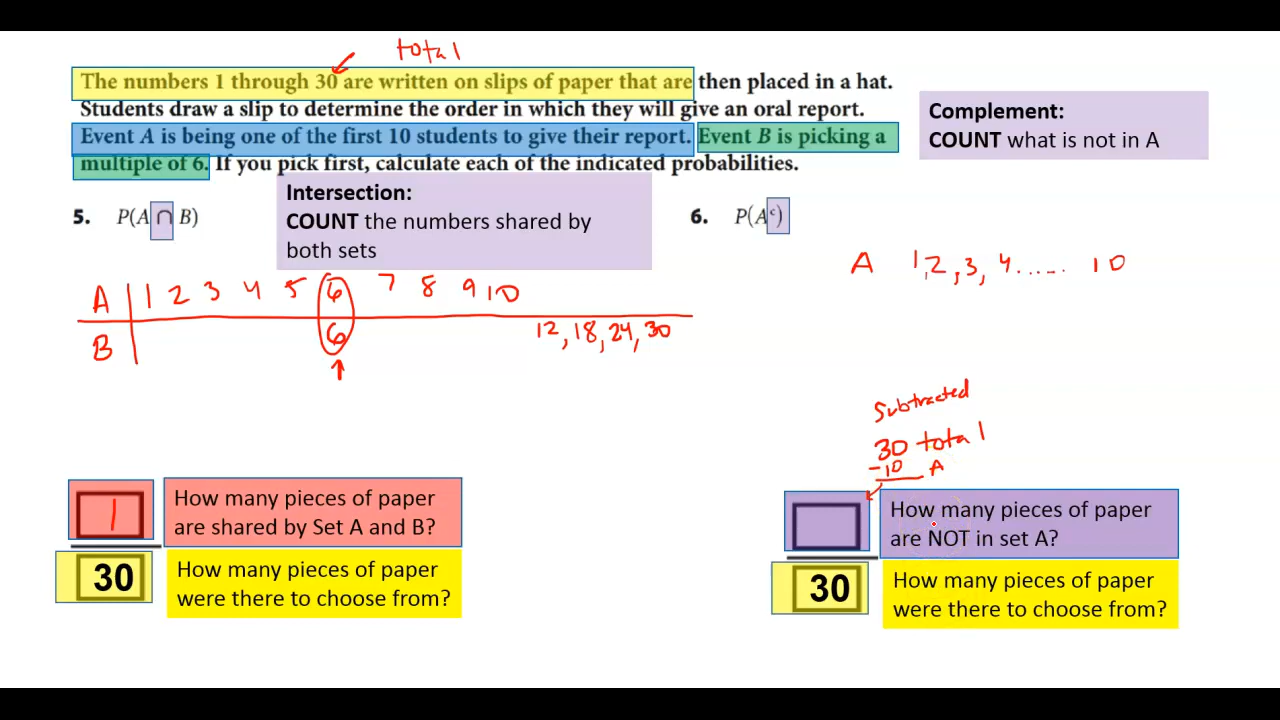 total
The numbers 1 through 30 are written on slips of paper that are then placed in a hat.
Students draw a slip to determine the order in which they will give an oral report.
Event A is being one of the first 10 students to give their report. Event B is picking a
multiple of 6. If you pick first, calculate each of the indicated probabilities.
Complement:
COUNT what is not in A
5. P(A ∩ B)
Intersection:
COUNT the numbers shared by
both sets
6. P(Aᶜ)
A 1,2,3,4...... 10
A 1 2 3 4 5 6 7 8 9 10
B 6 12, 18, 24, 30
Subtracted
30 total
-10 A
1
How many pieces of paper
are shared by Set A and B?
30
How many pieces of paper
were there to choose from?
How many pieces of paper
are NOT in set A?
30
How many pieces of paper
were there to choose from?